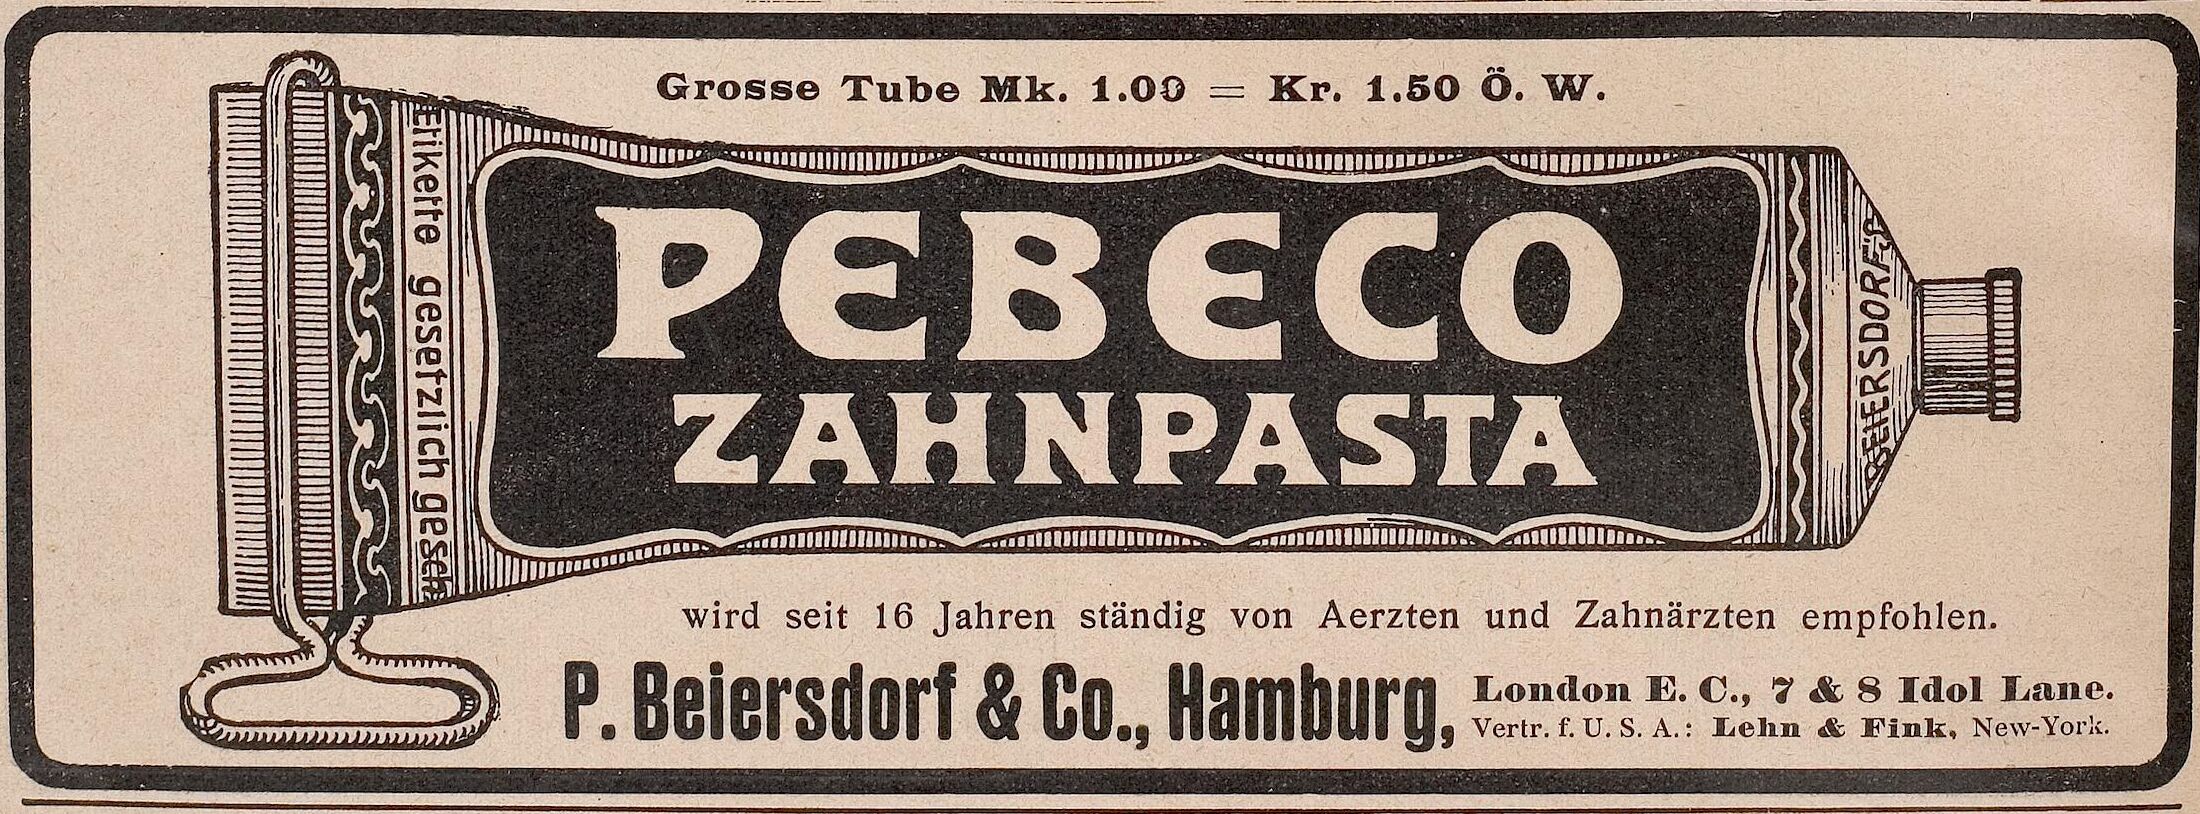 Grosse Tube Mk. 1.00 = Kr. 1.50 Ö. W.
Etikette gesetzlich gesch
PEBECO
ZAHNPASTA
BEIERSDORF'S
wird seit 16 Jahren ständig von Aerzten und Zahnärzten empfohlen.
P. Beiersdorf & Co., Hamburg,
London E. C., 7 & 8 Idol Lane.
Vertr. f. U. S. A.: Lehn & Fink, New-York.